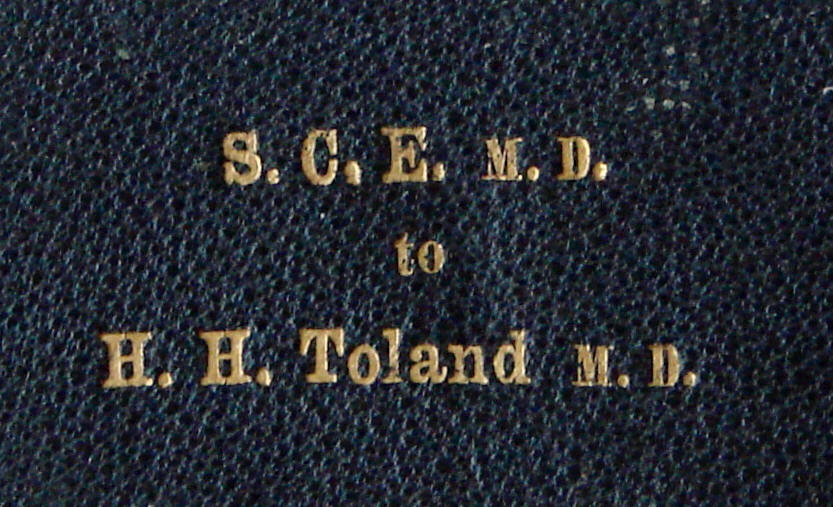 S. C. E. M. D.
to
H. H. Toland M. D.